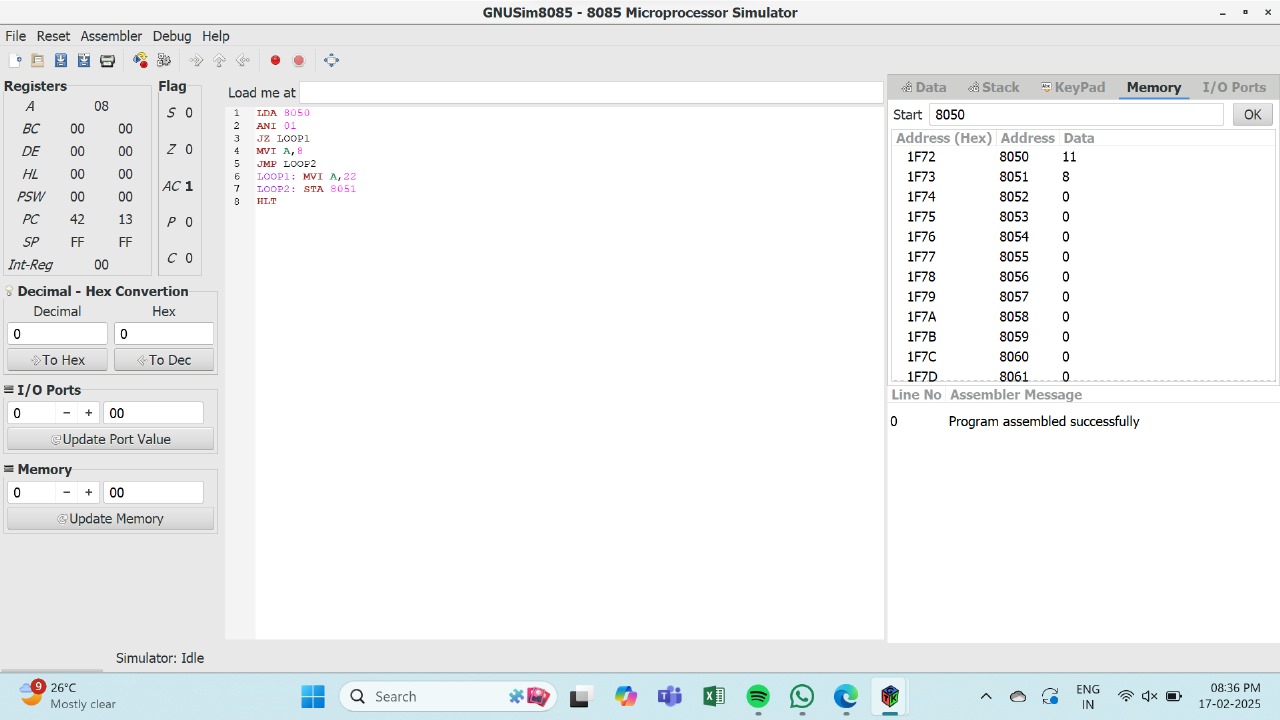 GNUSim8085 - 8085 Microprocessor Simulator
File Reset Assembler Debug Help
Registers
A 08
BC 00 00
DE 00 00
HL 00 00
PSW 00 00
PC 42 13
SP FF FF
Int-Reg 00
Flag
S 0
Z 0
AC 1
P 0
C 0
Decimal - Hex Convertion
Decimal Hex
0 0
To Hex To Dec
I/O Ports
0 − + 00
Update Port Value
Memory
0 − + 00
Update Memory
Load me at
1 LDA 8050
2 ANI 01
3 JZ LOOP1
4 MVI A,8
5 JMP LOOP2
6 LOOP1: MVI A,22
7 LOOP2: STA 8051
8 HLT
Data Stack KeyPad Memory I/O Ports
Start 8050 OK
Address (Hex) Address Data
1F72 8050 11
1F73 8051 8
1F74 8052 0
1F75 8053 0
1F76 8054 0
1F77 8055 0
1F78 8056 0
1F79 8057 0
1F7A 8058 0
1F7B 8059 0
1F7C 8060 0
1F7D 8061 0
Line No Assembler Message
0 Program assembled successfully
Simulator: Idle
9 26°C
Mostly clear
Search
ENG
IN
08:36 PM
17-02-2025